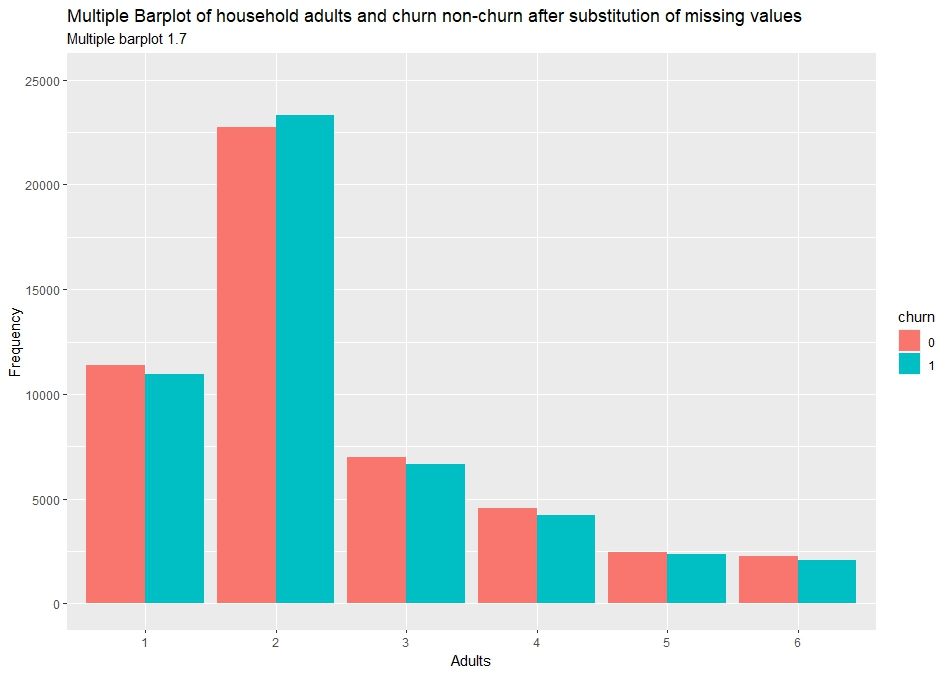 Multiple Barplot of household adults and churn non-churn after substitution of missing values
Multiple barplot 1.7
25000
20000
15000
10000
5000
0
Frequency
1 2 3 4 5 6
Adults
churn
0
1